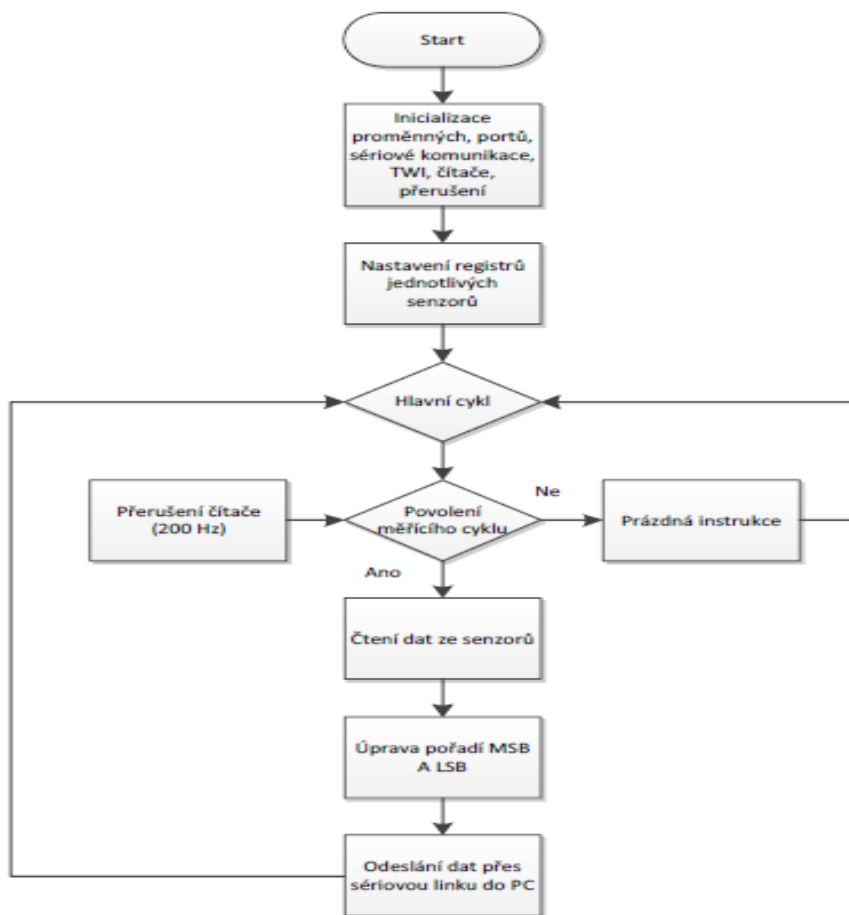 Start
Inicializace
proměnných, portů,
sériové komunikace,
TWI, čítače,
přerušení
Nastavení registrů
jednotlivých
senzorů
Hlavní cykl
Přerušení čítače
(200 Hz)
Povolení
měřícího cyklu
Ne
Prázdná instrukce
Ano
Čtení dat ze senzorů
Úprava pořadí MSB
A LSB
Odeslání dat přes
sériovou linku do PC